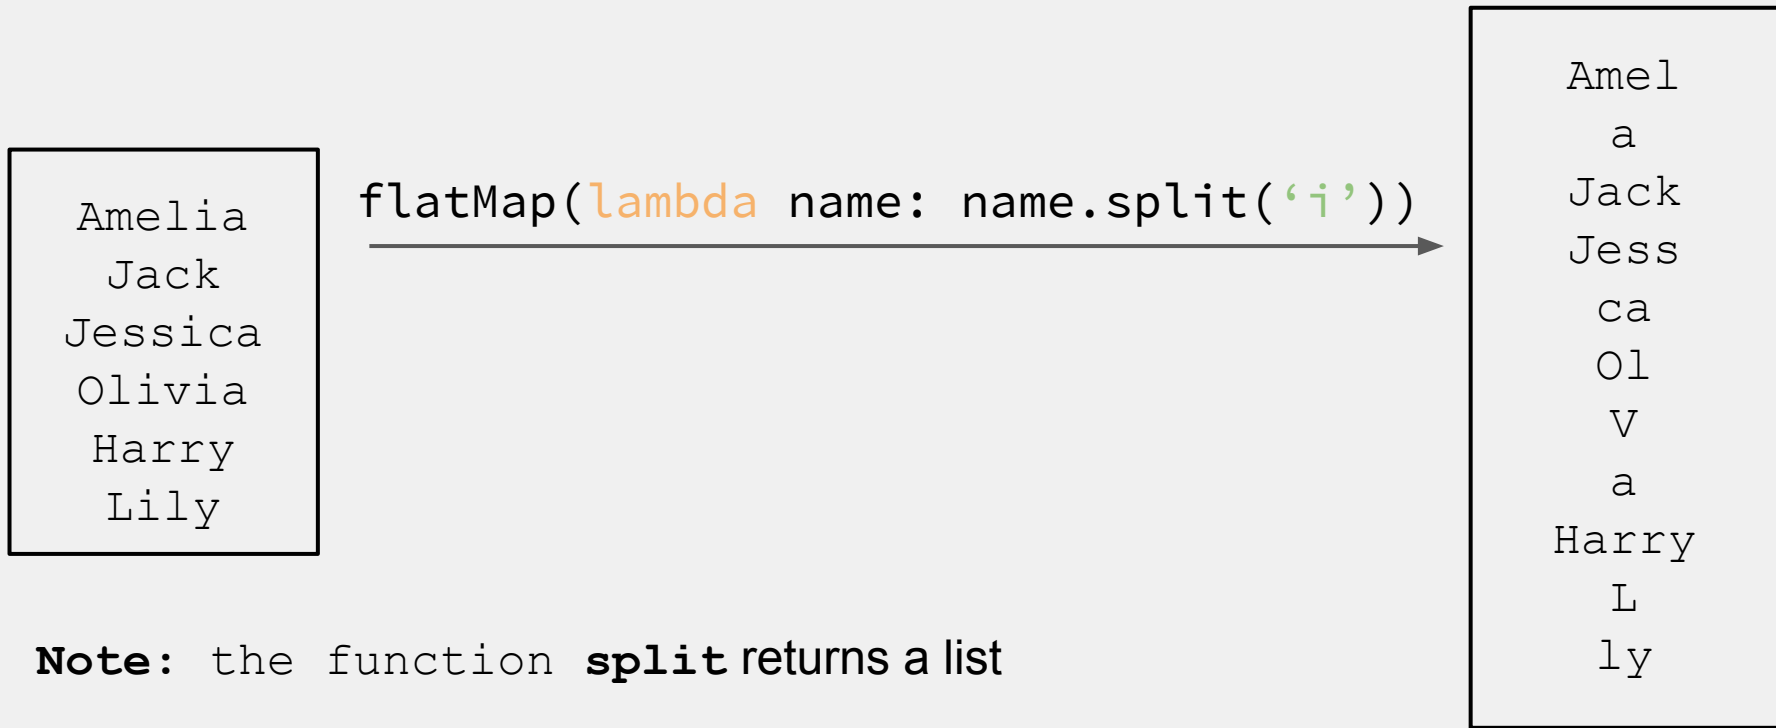 Amelia
Jack
Jessica
Olivia
Harry
Lily
flatMap(lambda name: name.split(‘i’))
Amel
a
Jack
Jess
ca
Ol
V
a
Harry
L
ly
Note: the function split returns a list